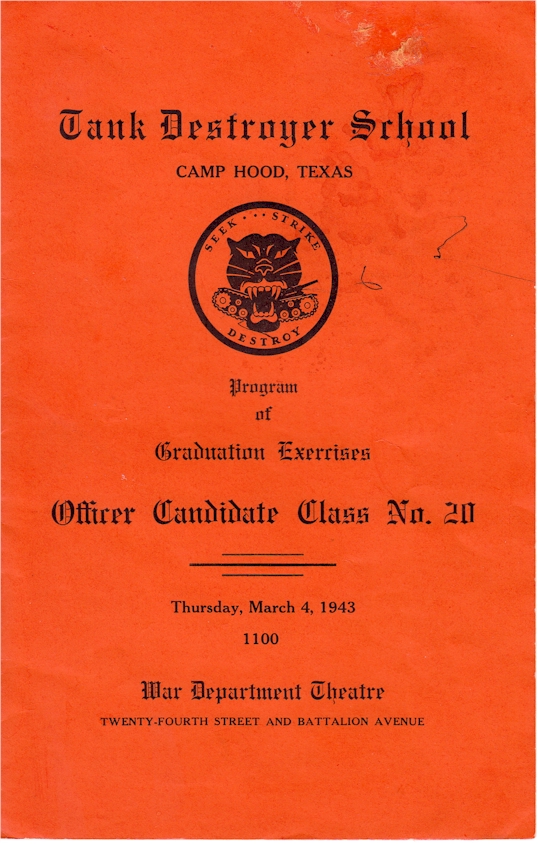 Tank Destroyer School
CAMP HOOD, TEXAS
SEEK · · · STRIKE
DESTROY
Program
of
Graduation Exercises
Officer Candidate Class No. 20
Thursday, March 4, 1943
1100
War Department Theatre
TWENTY-FOURTH STREET AND BATTALION AVENUE